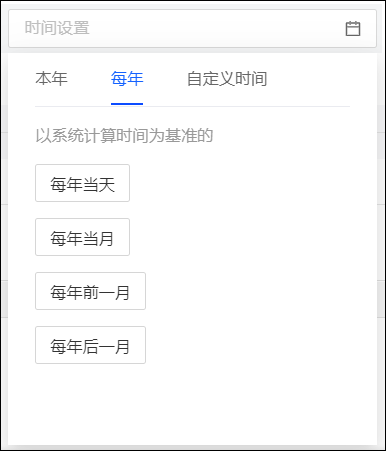 时间设置
本年 每年 自定义时间
以系统计算时间为基准的
每年当天
每年当月
每年前一月
每年后一月